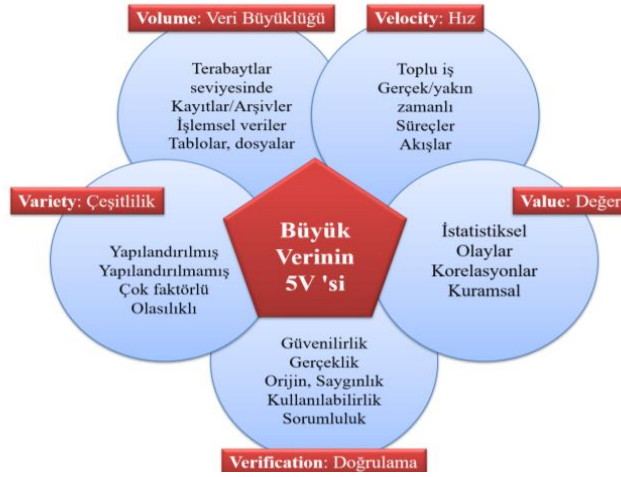 Volume: Veri Büyüklüğü
Terabaytlar
seviyesinde
Kayıtlar/Arşivler
İşlemsel veriler
Tablolar, dosyalar
Velocity: Hız
Toplu iş
Gerçek/yakın
zamanlı
Süreçler
Akışlar
Variety: Çeşitlilik
Yapılandırılmış
Yapılandırılmamış
Çok faktörlü
Olasılıklı
Büyük
Verinin
5V 'si
Value: Değer
İstatistiksel
Olaylar
Korelasyonlar
Kuramsal
Güvenilirlik
Gerçeklik
Orijin, Saygınlık
Kullanılabilirlik
Sorumluluk
Verification: Doğrulama